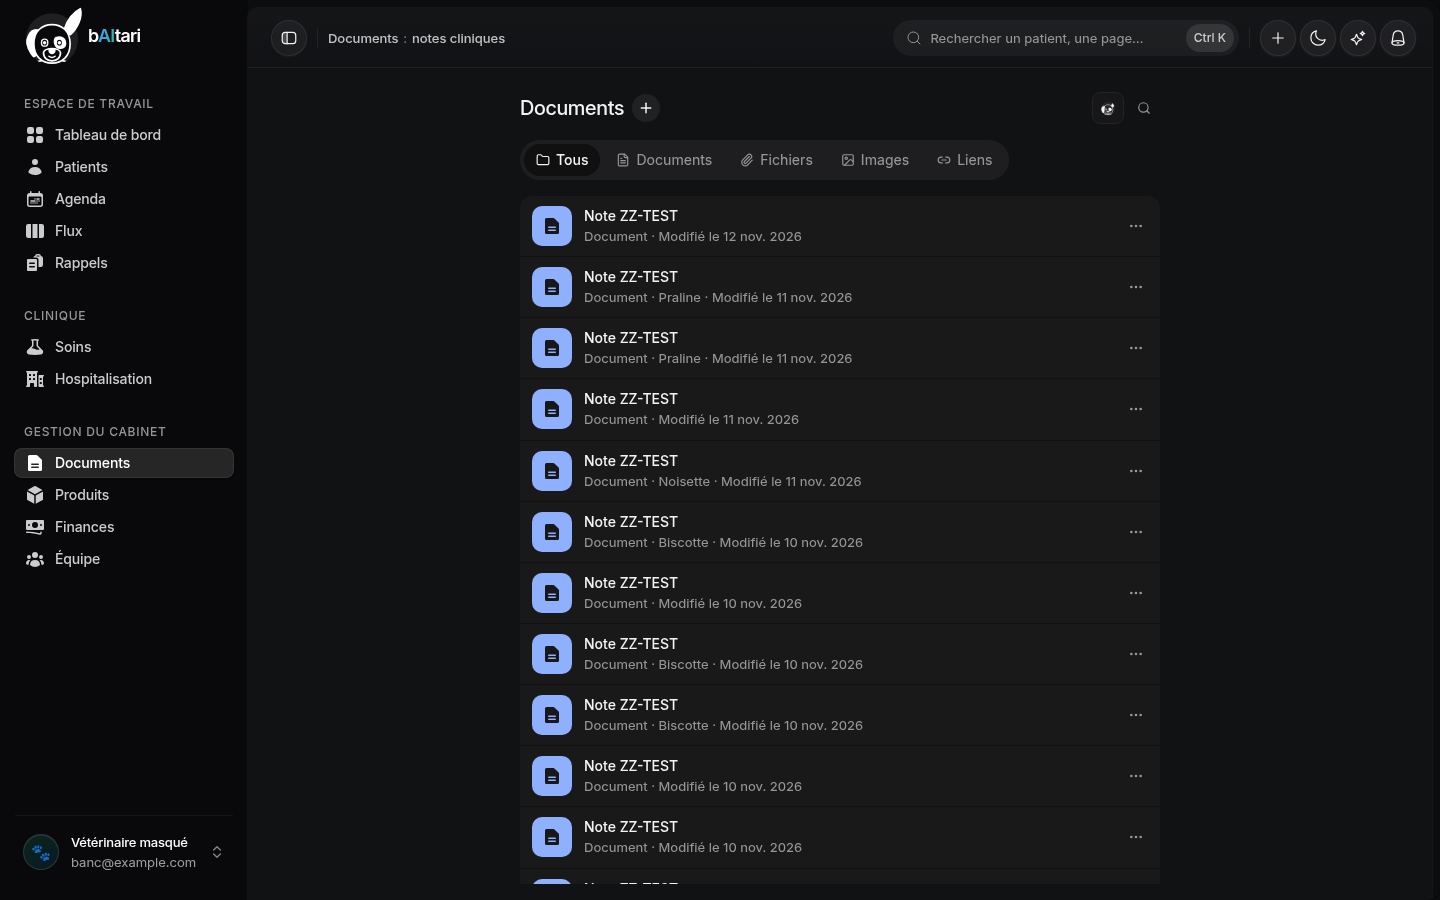 bAItari
Documents : notes cliniques
Rechercher un patient, une page...
Ctrl K
ESPACE DE TRAVAIL
Tableau de bord
Patients
Agenda
Flux
Rappels
CLINIQUE
Soins
Hospitalisation
GESTION DU CABINET
Documents
Produits
Finances
Équipe
Vétérinaire masqué
banc@example.com
Documents
Tous
Documents
Fichiers
Images
Liens
Note ZZ-TEST
Document · Modifié le 12 nov. 2026
Note ZZ-TEST
Document · Praline · Modifié le 11 nov. 2026
Note ZZ-TEST
Document · Praline · Modifié le 11 nov. 2026
Note ZZ-TEST
Document · Modifié le 11 nov. 2026
Note ZZ-TEST
Document · Noisette · Modifié le 11 nov. 2026
Note ZZ-TEST
Document · Biscotte · Modifié le 10 nov. 2026
Note ZZ-TEST
Document · Modifié le 10 nov. 2026
Note ZZ-TEST
Document · Biscotte · Modifié le 10 nov. 2026
Note ZZ-TEST
Document · Biscotte · Modifié le 10 nov. 2026
Note ZZ-TEST
Document · Modifié le 10 nov. 2026
Note ZZ-TEST
Document · Modifié le 10 nov. 2026